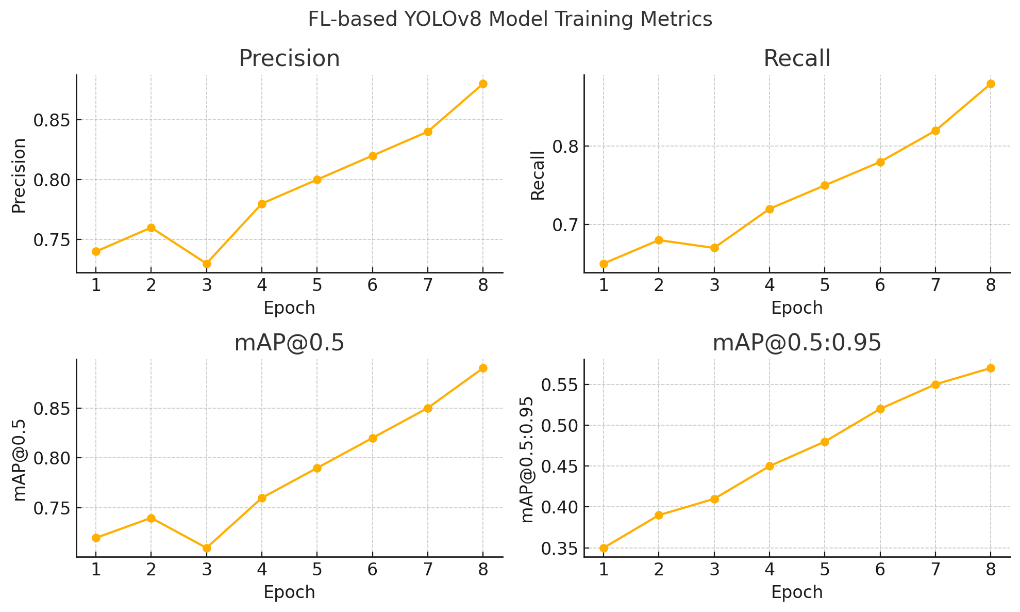 FL-based YOLOv8 Model Training Metrics
Precision
Precision
0.85
0.80
0.75
1 2 3 4 5 6 7 8
Epoch
Recall
Recall
0.8
0.7
1 2 3 4 5 6 7 8
Epoch
mAP@0.5
mAP@0.5
0.85
0.80
0.75
1 2 3 4 5 6 7 8
Epoch
mAP@0.5:0.95
mAP@0.5:0.95
0.55
0.50
0.45
0.40
0.35
1 2 3 4 5 6 7 8
Epoch